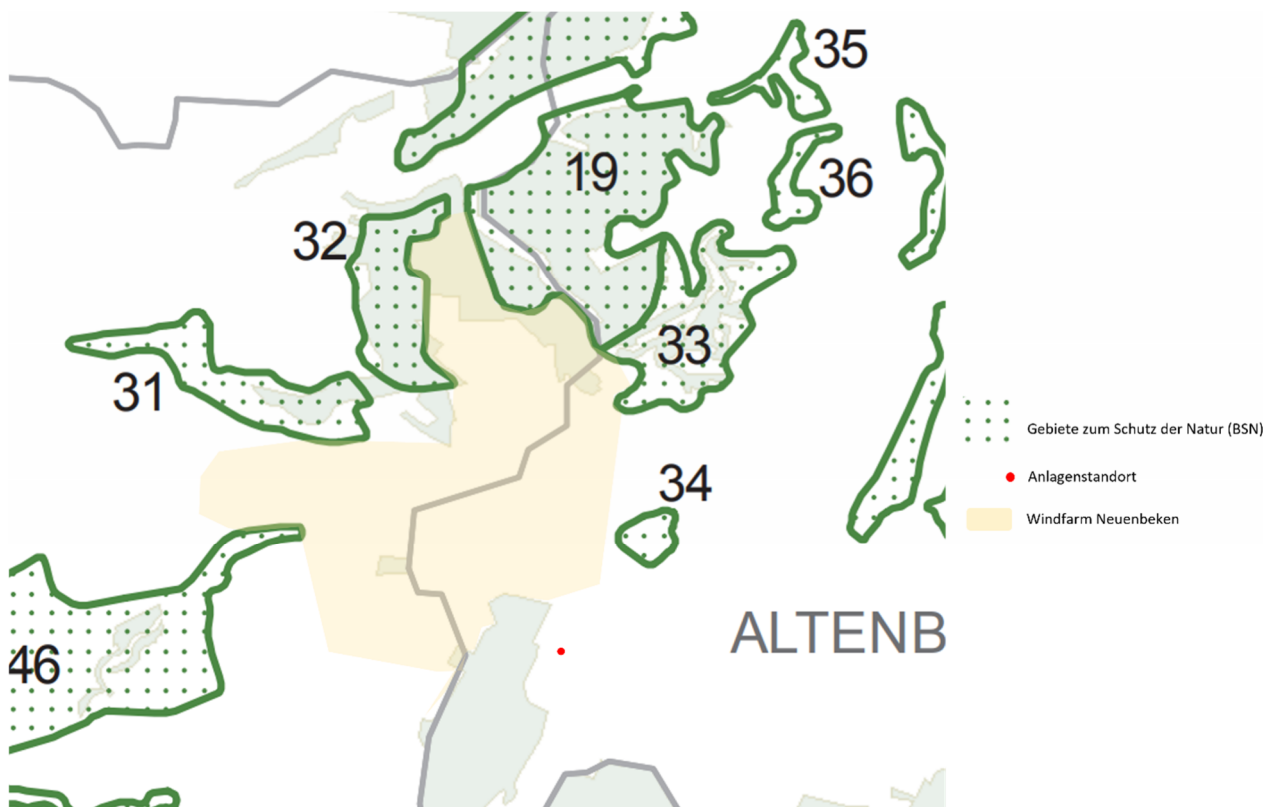 35
19
36
32
33
31
34
46
ALTENB
Gebiete zum Schutz der Natur (BSN)
Anlagenstandort
Windfarm Neuenbeken